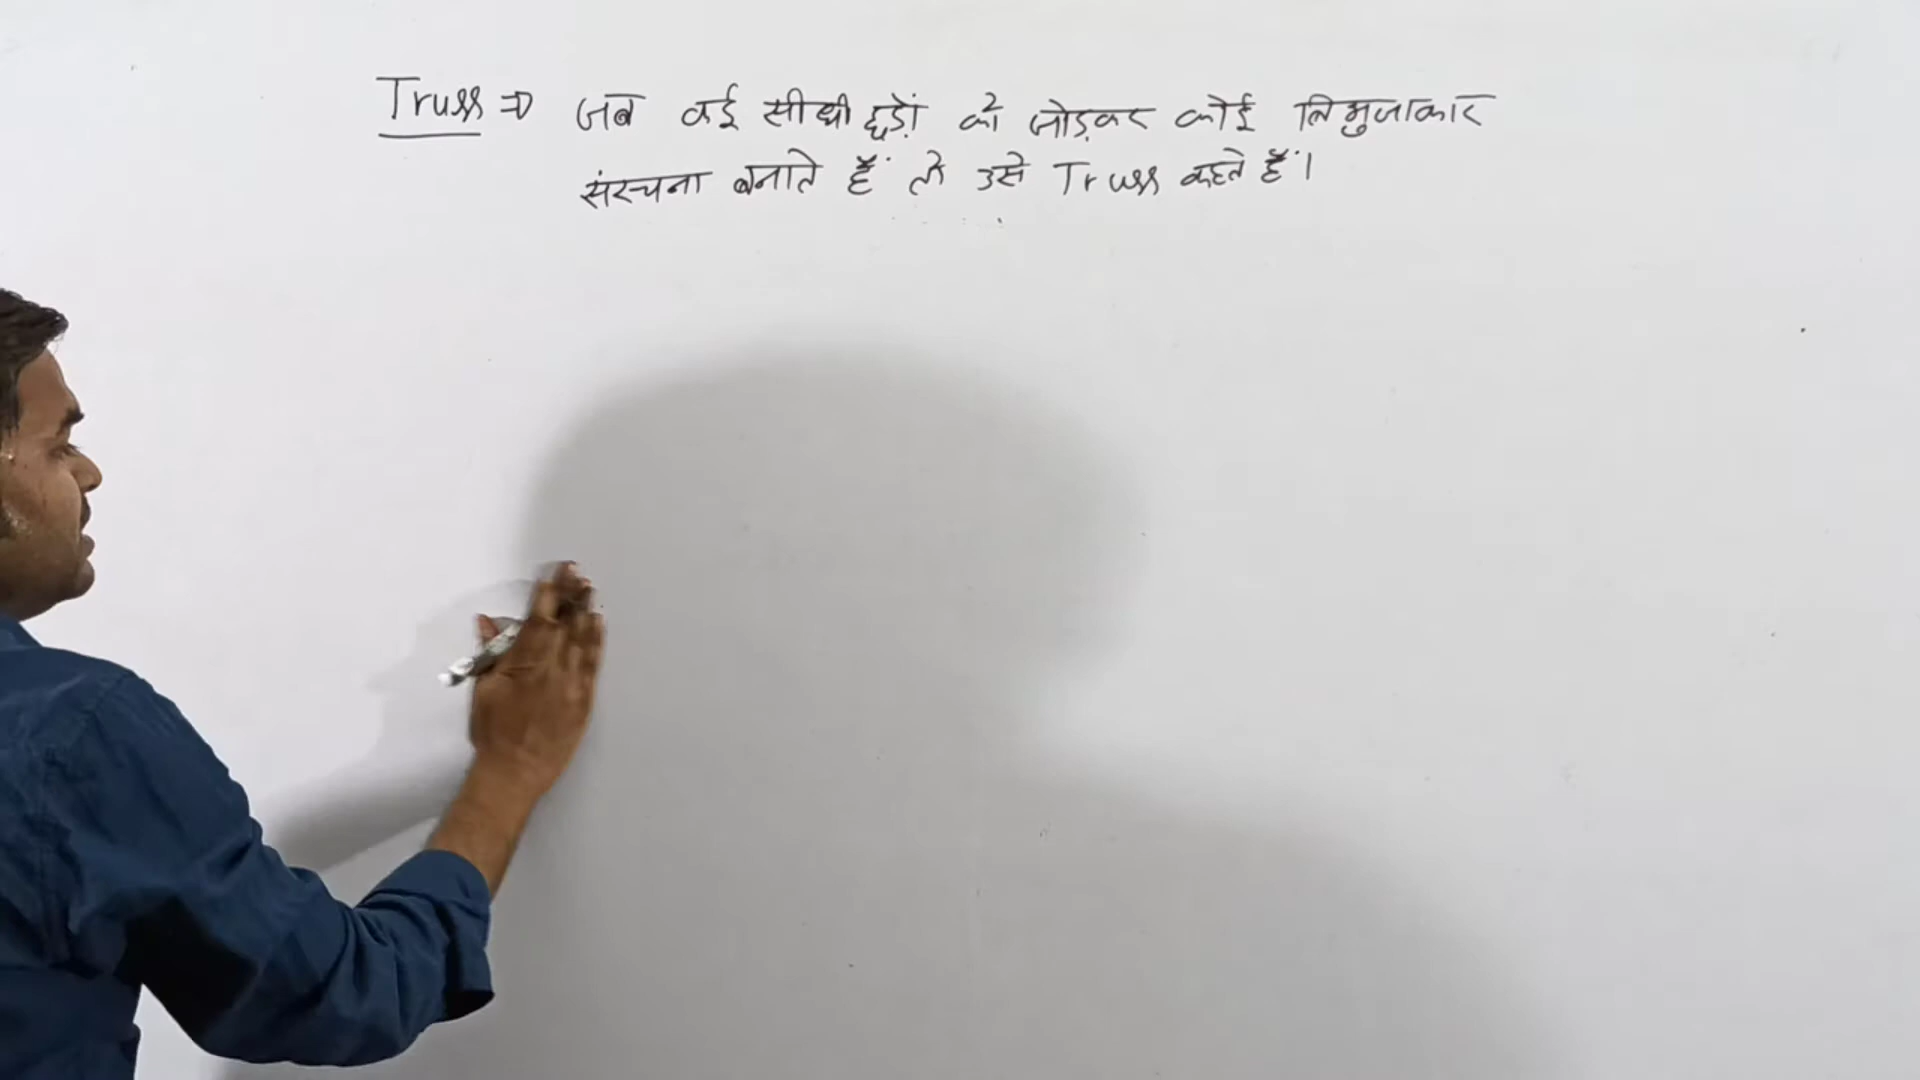 Truss ⇒ जब कई सीधी छड़ों को जोड़कर कोई त्रिभुजाकार
संरचना बनाते हैं तो उसे Truss कहते हैं।